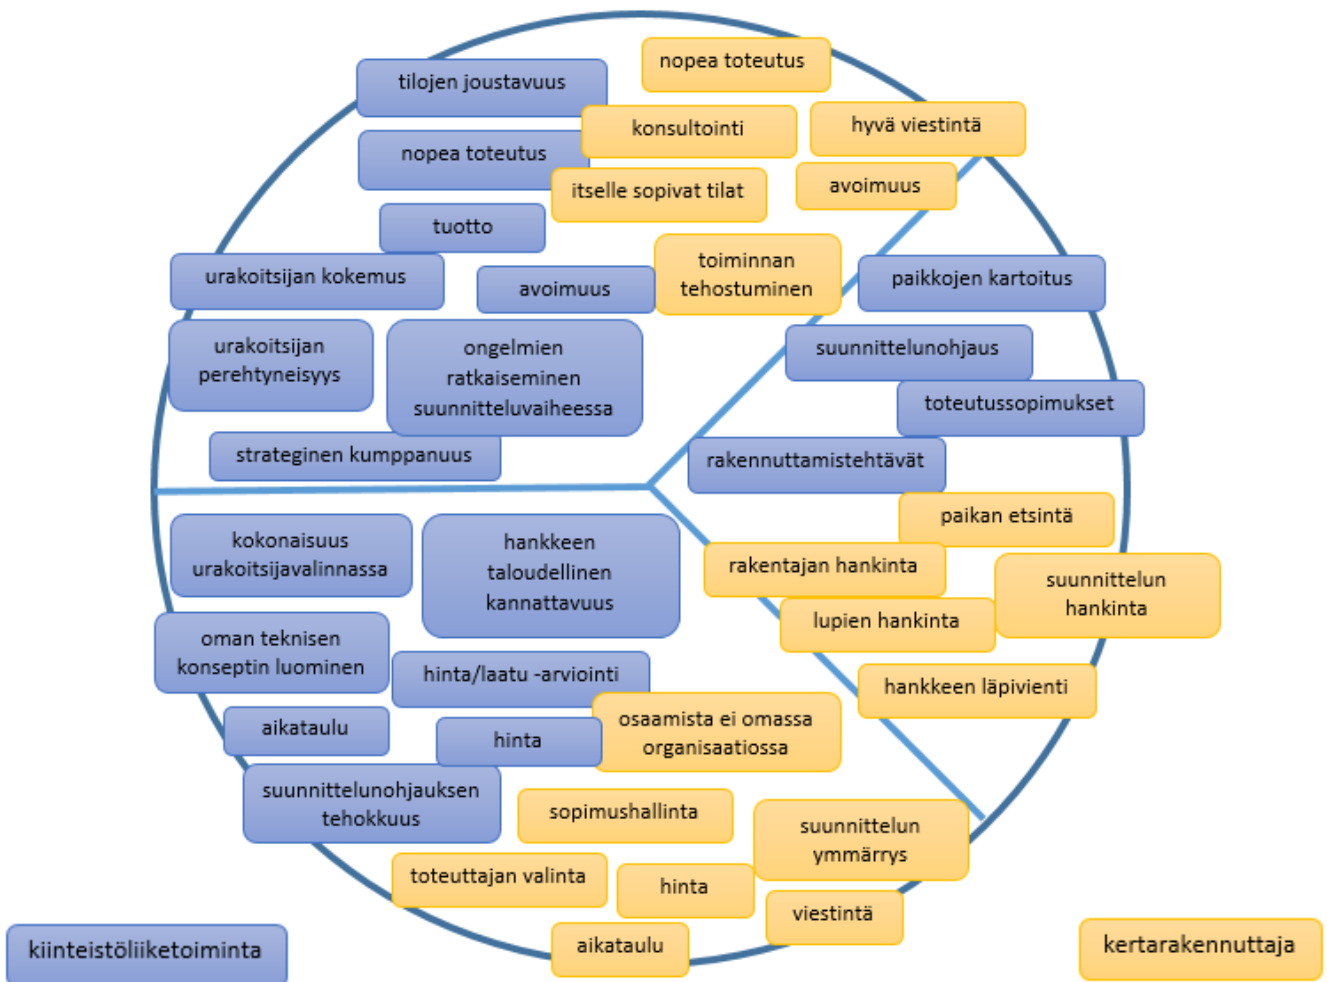 nopea toteutus
tilojen joustavuus
konsultointi
hyvä viestintä
nopea toteutus
itselle sopivat tilat
avoimuus
tuotto
urakoitsijan kokemus
avoimuus
toiminnan
tehostuminen
paikkojen kartoitus
urakoitsijan
perehtyneisyys
ongelmien
ratkaiseminen
suunnitteluvaiheessa
suunnittelunohjaus
toteutussopimukset
strateginen kumppanuus
rakennuttamistehtävät
paikan etsintä
kokonaisuus
urakoitsijavalinnassa
hankkeen
taloudellinen
kannattavuus
rakentajan hankinta
suunnittelun
hankinta
lupien hankinta
oman teknisen
konseptin luominen
hinta/laatu -arviointi
hankkeen läpivienti
aikataulu
hinta
osaamista ei omassa
organisaatiossa
suunnittelunohjauksen
tehokkuus
sopimushallinta
suunnittelun
ymmärrys
toteuttajan valinta
hinta
viestintä
aikataulu
kiinteistöliiketoiminta
kertarakennuttaja